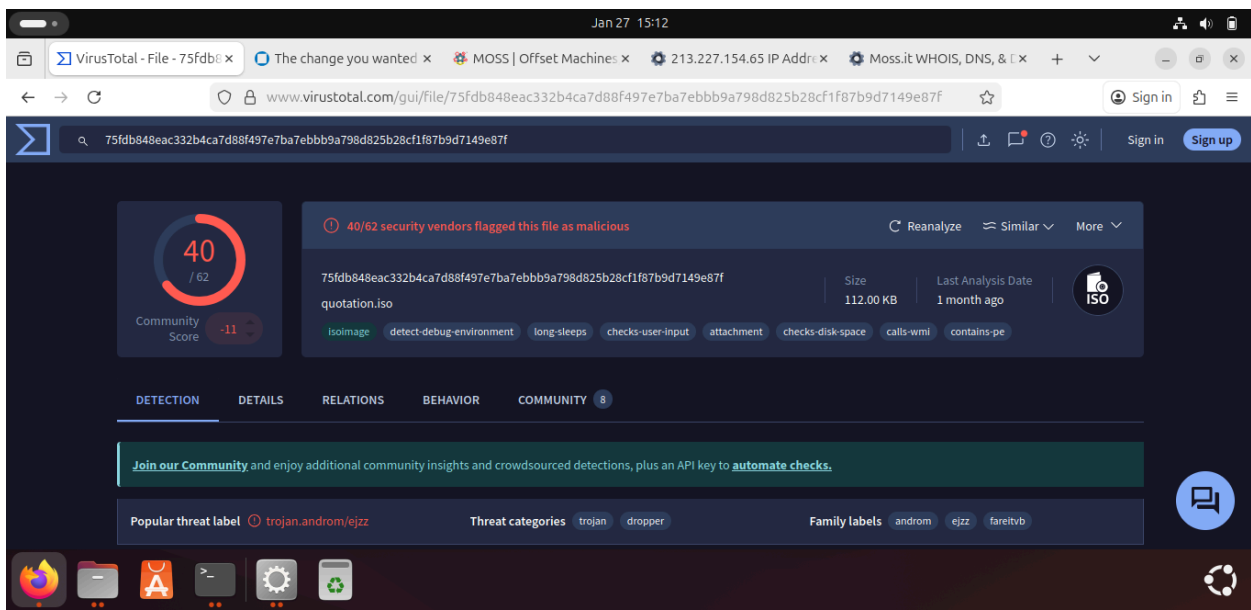 Jan 27 15:12
VirusTotal - File - 75fdb8
The change you wanted
MOSS | Offset Machines
213.227.154.65 IP Addre
Moss.it WHOIS, DNS, & D
www.virustotal.com/gui/file/75fdb848eac332b4ca7d88f497e7ba7ebbb9a798d825b28cf1f87b9d7149e87f
Sign in
75fdb848eac332b4ca7d88f497e7ba7ebbb9a798d825b28cf1f87b9d7149e87f
Sign in
Sign up
40
/ 62
Community
Score
-11
40/62 security vendors flagged this file as malicious
Reanalyze
Similar
More
75fdb848eac332b4ca7d88f497e7ba7ebbb9a798d825b28cf1f87b9d7149e87f
quotation.iso
Size
112.00 KB
Last Analysis Date
1 month ago
ISO
isoimage detect-debug-environment long-sleeps checks-user-input attachment checks-disk-space calls-wmi contains-pe
DETECTION DETAILS RELATIONS BEHAVIOR COMMUNITY 8
Join our Community and enjoy additional community insights and crowdsourced detections, plus an API key to automate checks.
Popular threat label trojan.androm/ejzz
Threat categories trojan dropper
Family labels androm ejzz fareitvb